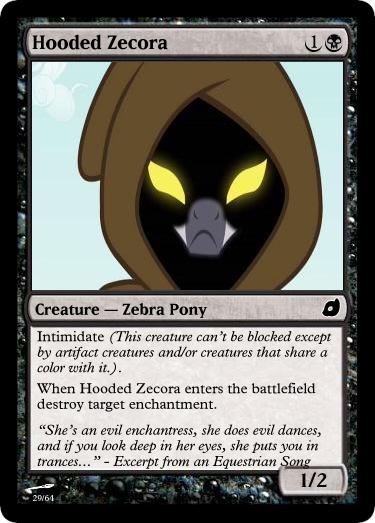 Hooded Zecora 1
Creature — Zebra Pony
Intimidate (This creature can't be blocked except
by artifact creatures and/or creatures that share a
color with it.).
When Hooded Zecora enters the battlefield
destroy target enchantment.
“She's an evil enchantress, she does evil dances,
and if you look deep in her eyes, she puts you in
trances...” - Excerpt from an Equestrian Song
1/2
29/64